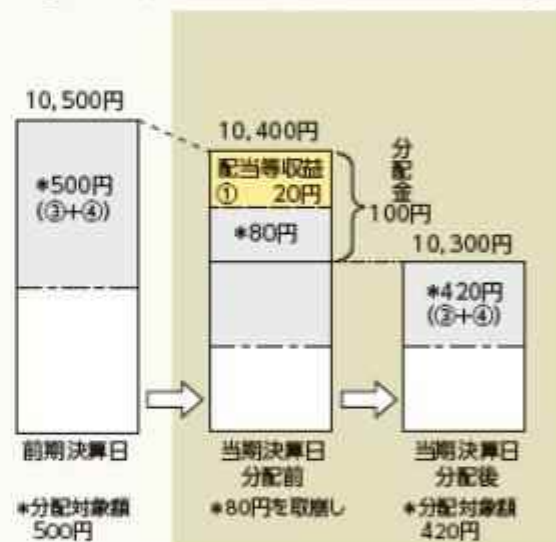 10,500円
*500円
(③+④)
前期決算日
*分配対象額
500円
10,400円
配当等収益
① 20円
*80円
分配金
100円
当期決算日
分配前
*80円を取崩し
10,300円
*420円
(③+④)
当期決算日
分配後
*分配対象額
420円